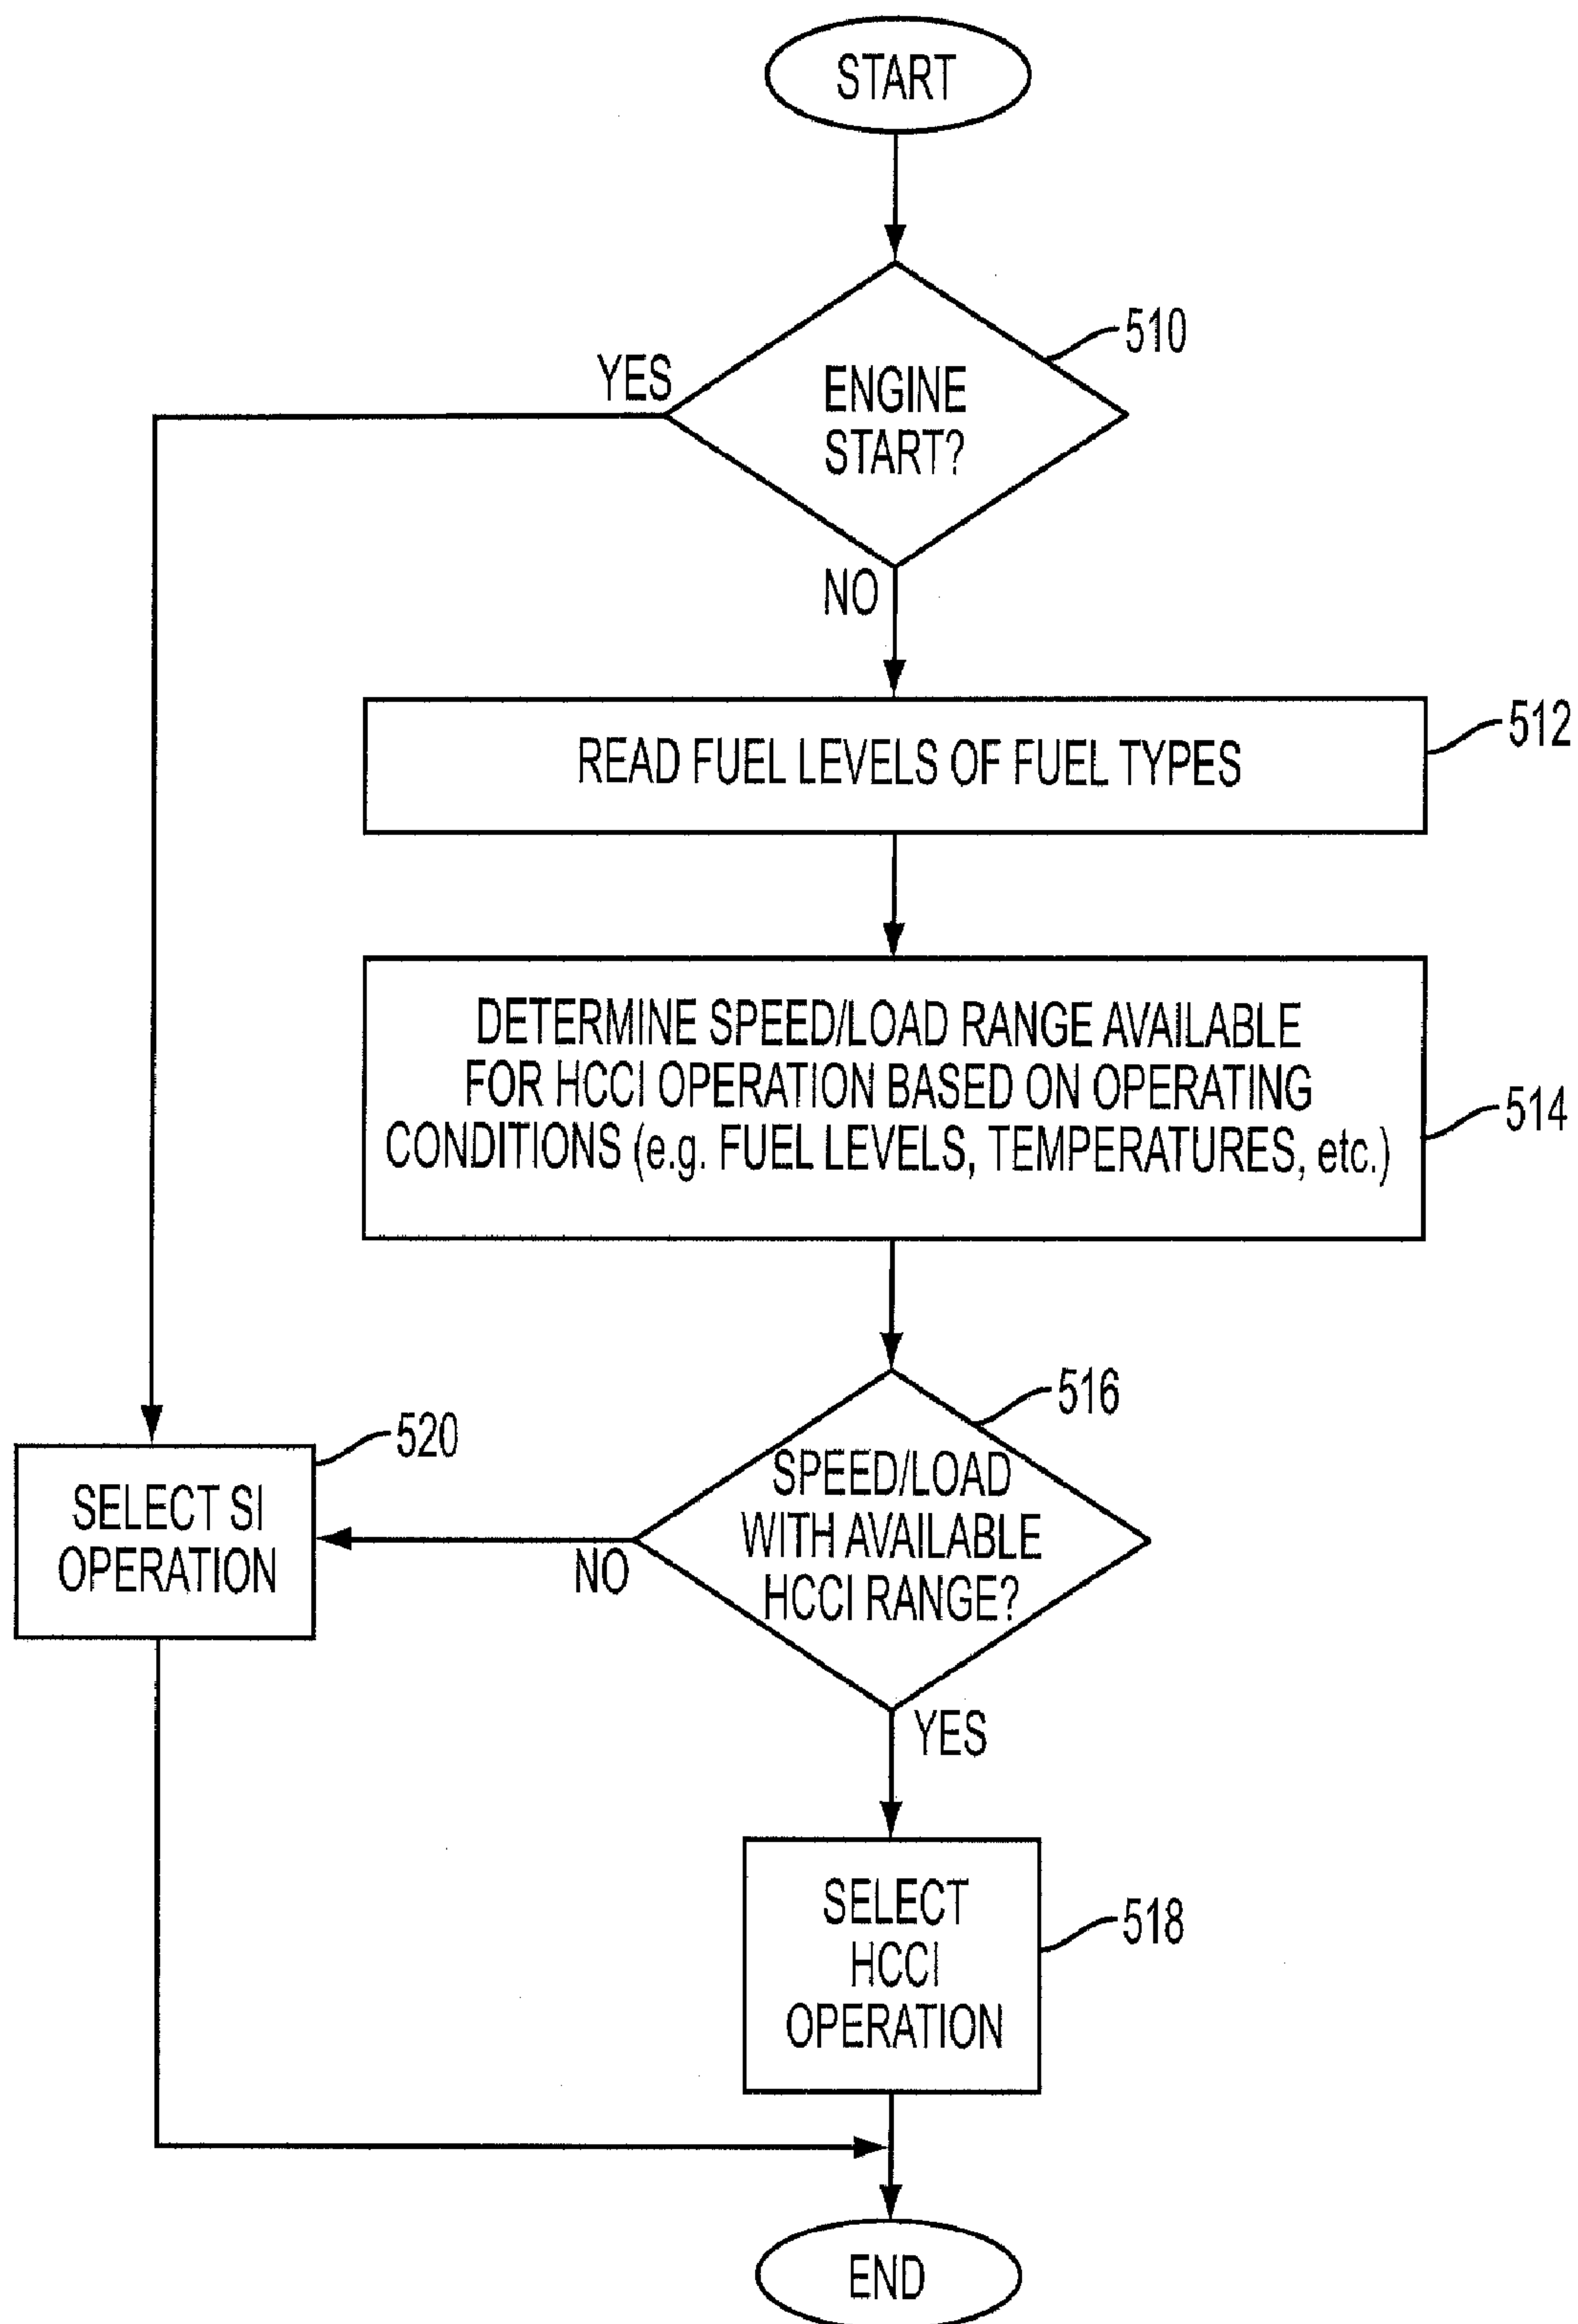 START
510
YES
ENGINE
START?
NO
512
READ FUEL LEVELS OF FUEL TYPES
DETERMINE SPEED/LOAD RANGE AVAILABLE
FOR HCCI OPERATION BASED ON OPERATING
CONDITIONS (e.g. FUEL LEVELS, TEMPERATURES, etc.)
514
516
520
SPEED/LOAD
WITH AVAILABLE
HCCI RANGE?
SELECT SI
OPERATION
NO
YES
SELECT
HCCI
OPERATION
518
END